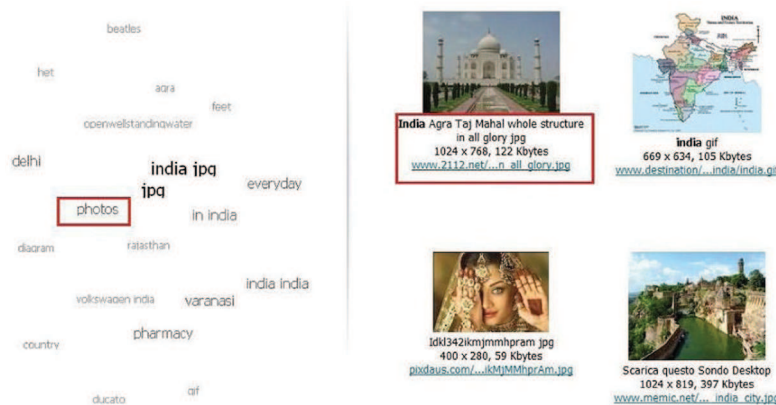 beatles
het
agra
feet
openwellstandingwater
delhi
india jpg
jpg
everyday
photos
in india
diagram
rajasthan
india india
volkswagen india
varanasi
pharmacy
country
gif
ducato
India Agra Taj Mahal whole structure
in all glory jpg
1024 x 768, 122 Kbytes
www.2112.net/...n_all_glory.jpg
INDIA
india gif
669 x 634, 105 Kbytes
www.destination/...india/india.gif
Idkl342ikmjmmhpram jpg
400 x 280, 59 Kbytes
pixdaus.com/...ikMjMMhprAm.jpg
Scarica questo Sondo Desktop
1024 x 819, 397 Kbytes
www.memic.net/..._india_city.jpg